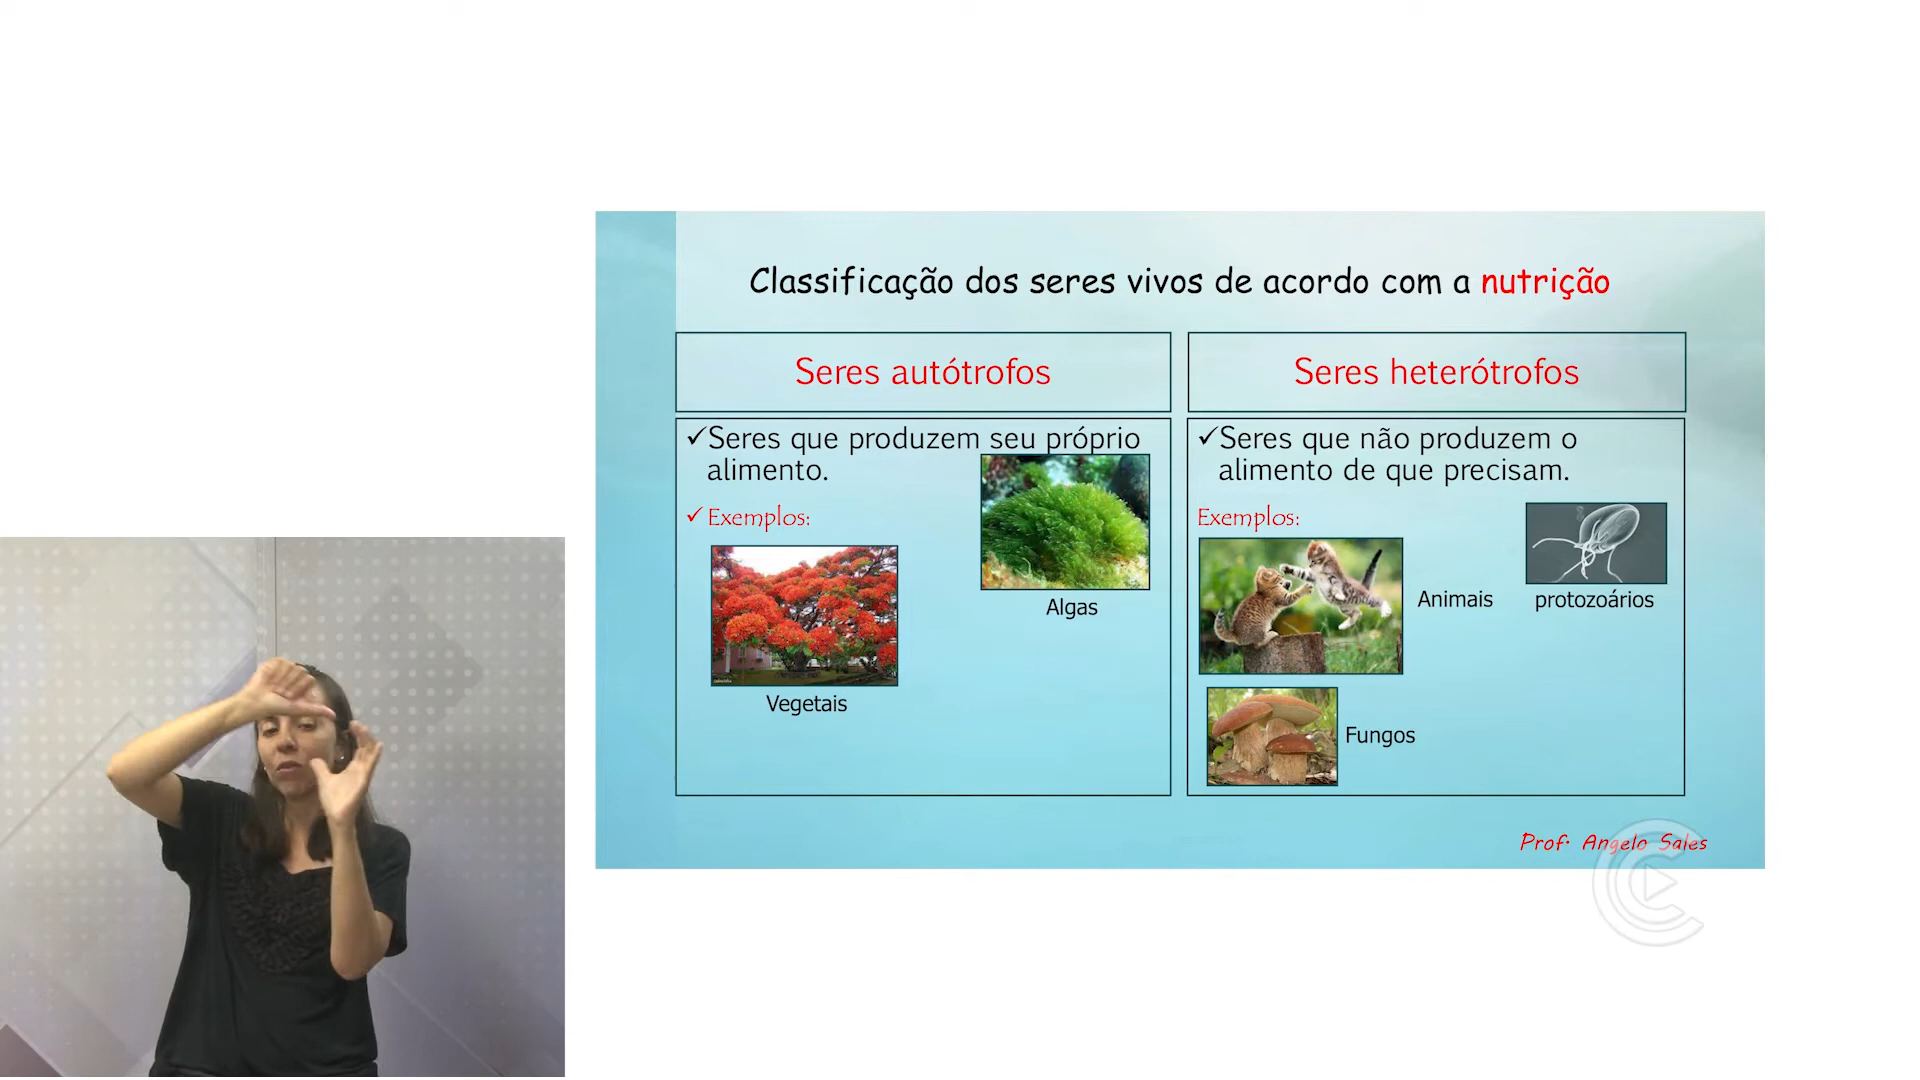 Classificação dos seres vivos de acordo com a nutrição
Seres autótrofos
✓Seres que produzem seu próprio
alimento.
✓Exemplos:
Algas
Vegetais
Seres heterótrofos
✓Seres que não produzem o
alimento de que precisam.
Exemplos:
Animais
protozoários
Fungos
Prof. Angelo Sales